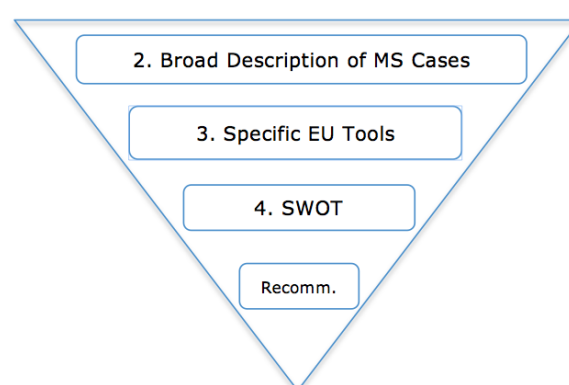 2. Broad Description of MS Cases
3. Specific EU Tools
4. SWOT
Recomm.